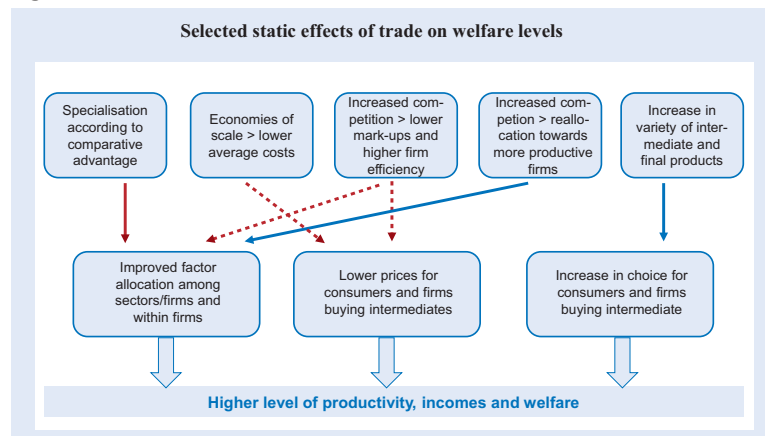 Selected static effects of trade on welfare levels
Specialisation
according to
comparative
advantage
Economies of
scale > lower
average costs
Increased com-
petition > lower
mark-ups and
higher firm
efficiency
Increased com-
petion > reallo-
cation towards
more productive
firms
Increase in
variety of inter-
mediate and
final products
Improved factor
allocation among
sectors/firms and
within firms
Lower prices for
consumers and firms
buying intermediates
Increase in choice for
consumers and firms
buying intermediate
Higher level of productivity, incomes and welfare